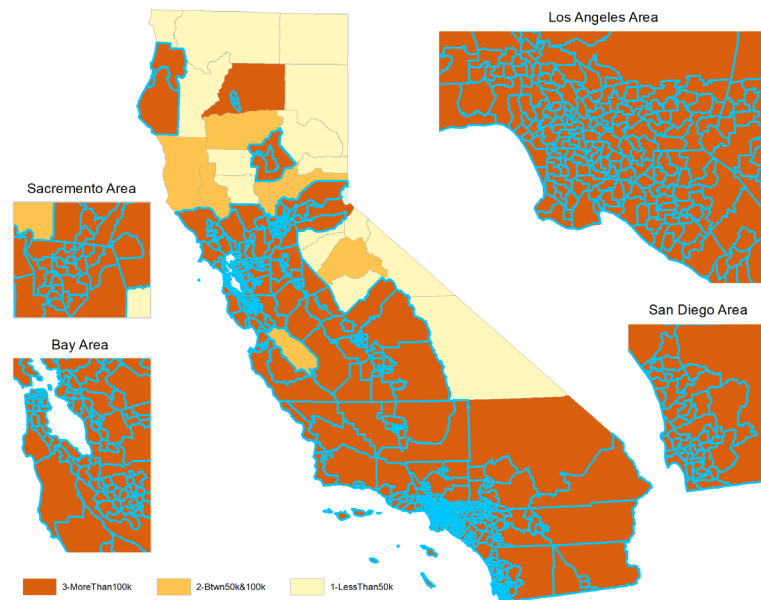 Los Angeles Area
Sacremento Area
San Diego Area
Bay Area
3-MoreThan100k
2-Btwn50k&100k
1-LessThan50k